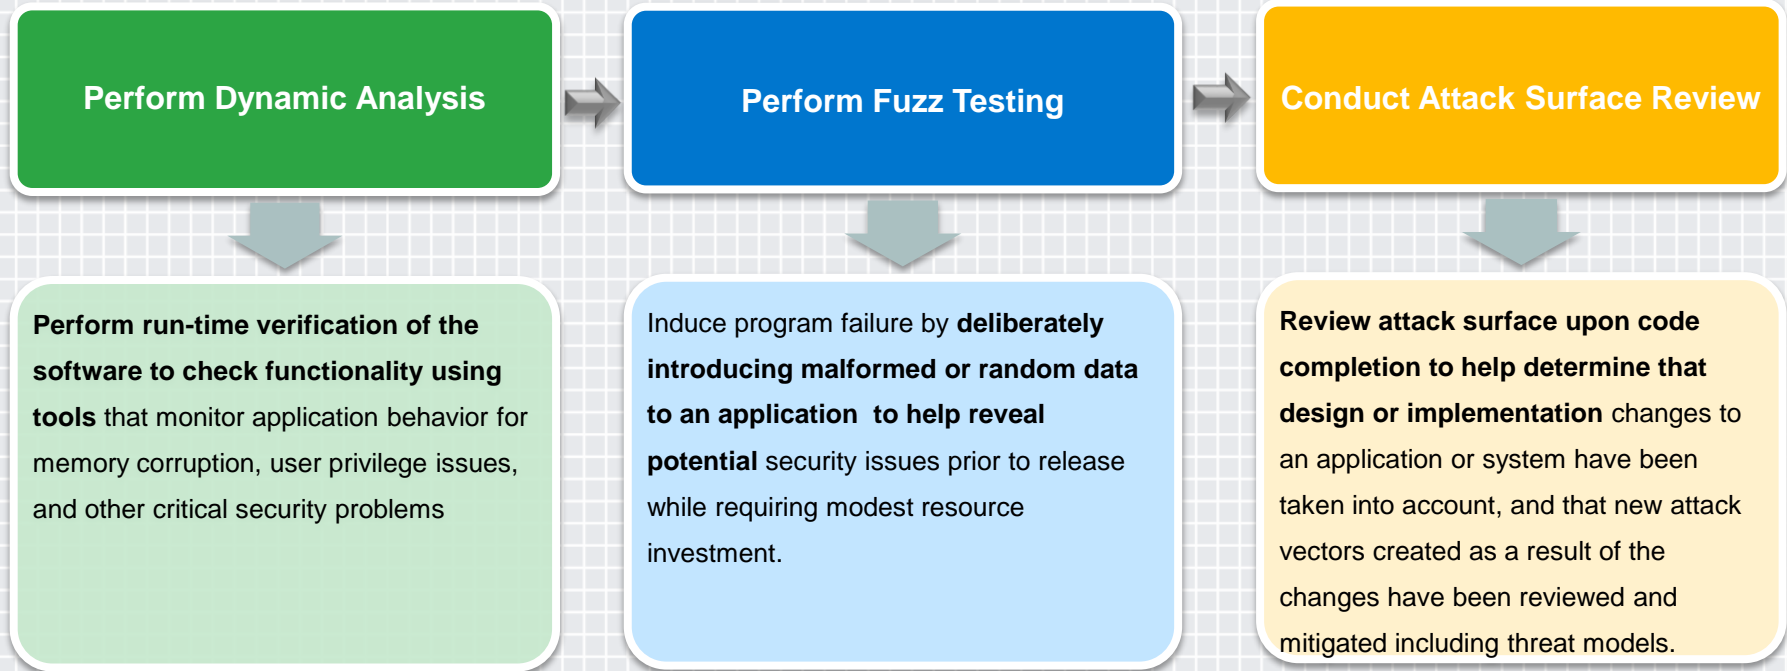 Perform Dynamic Analysis
Perform Fuzz Testing
Conduct Attack Surface Review
Perform run-time verification of the
software to check functionality using
tools that monitor application behavior for
memory corruption, user privilege issues,
and other critical security problems
Induce program failure by deliberately
introducing malformed or random data
to an application  to help reveal
potential security issues prior to release
while requiring modest resource
investment.
Review attack surface upon code
completion to help determine that
design or implementation changes to
an application or system have been
taken into account, and that new attack
vectors created as a result of the
changes have been reviewed and
mitigated including threat models.